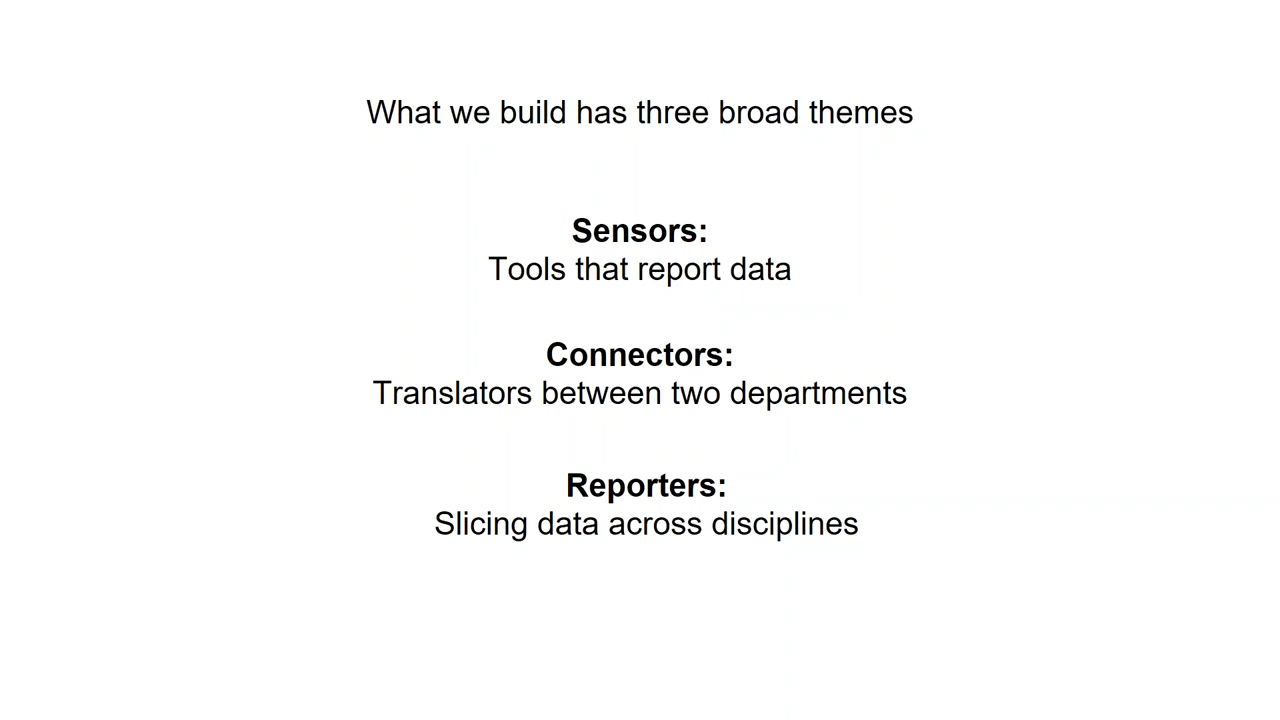 What we build has three broad themes
Sensors:
Tools that report data
Connectors:
Translators between two departments
Reporters:
Slicing data across disciplines